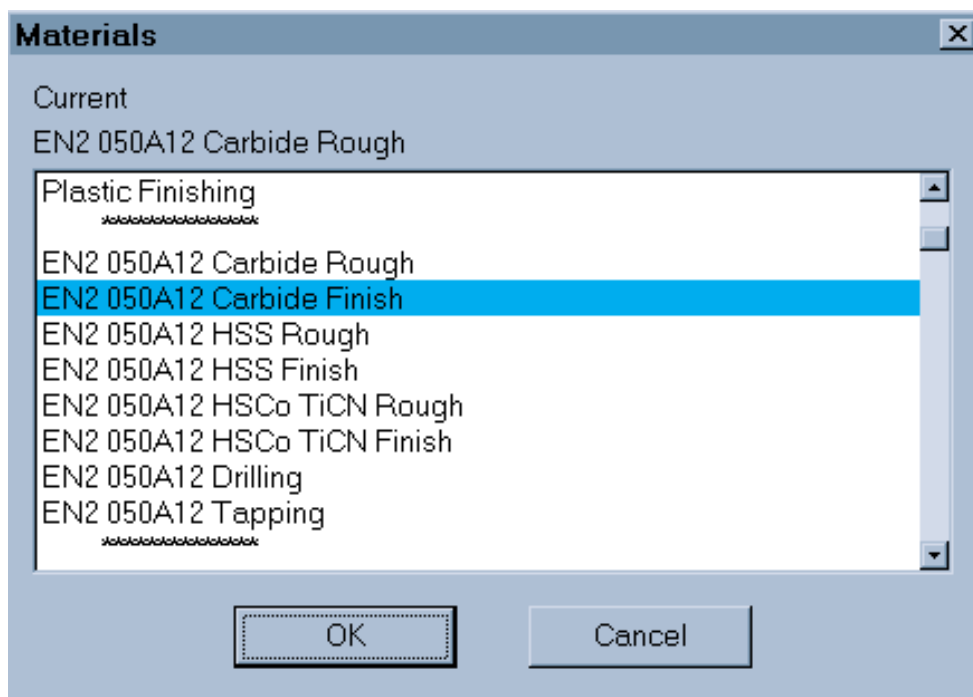 Materials
Current
EN2 050A12 Carbide Rough
Plastic Finishing
*****************
EN2 050A12 Carbide Rough
EN2 050A12 Carbide Finish
EN2 050A12 HSS Rough
EN2 050A12 HSS Finish
EN2 050A12 HSCo TiCN Rough
EN2 050A12 HSCo TiCN Finish
EN2 050A12 Drilling
EN2 050A12 Tapping
*****************
OK Cancel